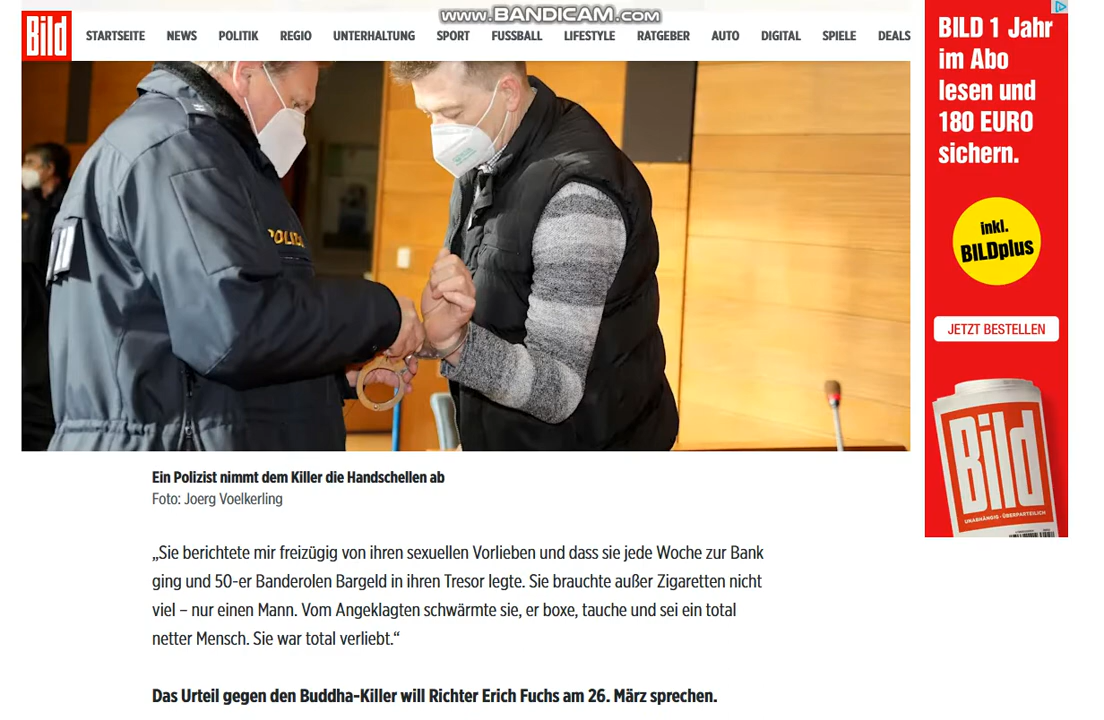 www.BANDICAM.com
Bild
STARTSEITE NEWS POLITIK REGIO UNTERHALTUNG SPORT FUSSBALL LIFESTYLE RATGEBER AUTO DIGITAL SPIELE DEALS
BILD 1 Jahr
im Abo
lesen und
180 EURO
sichern.
inkl.
BILDplus
JETZT BESTELLEN
Bild
UNABHÄNGIG · ÜBERPARTEILICH
POLIZEI
Ein Polizist nimmt dem Killer die Handschellen ab
Foto: Joerg Voelkerling
„Sie berichtete mir freizügig von ihren sexuellen Vorlieben und dass sie jede Woche zur Bank
ging und 50-er Banderolen Bargeld in ihren Tresor legte. Sie brauchte außer Zigaretten nicht
viel – nur einen Mann. Vom Angeklagten schwärmte sie, er boxe, tauche und sei ein total
netter Mensch. Sie war total verliebt.“
Das Urteil gegen den Buddha-Killer will Richter Erich Fuchs am 26. März sprechen.